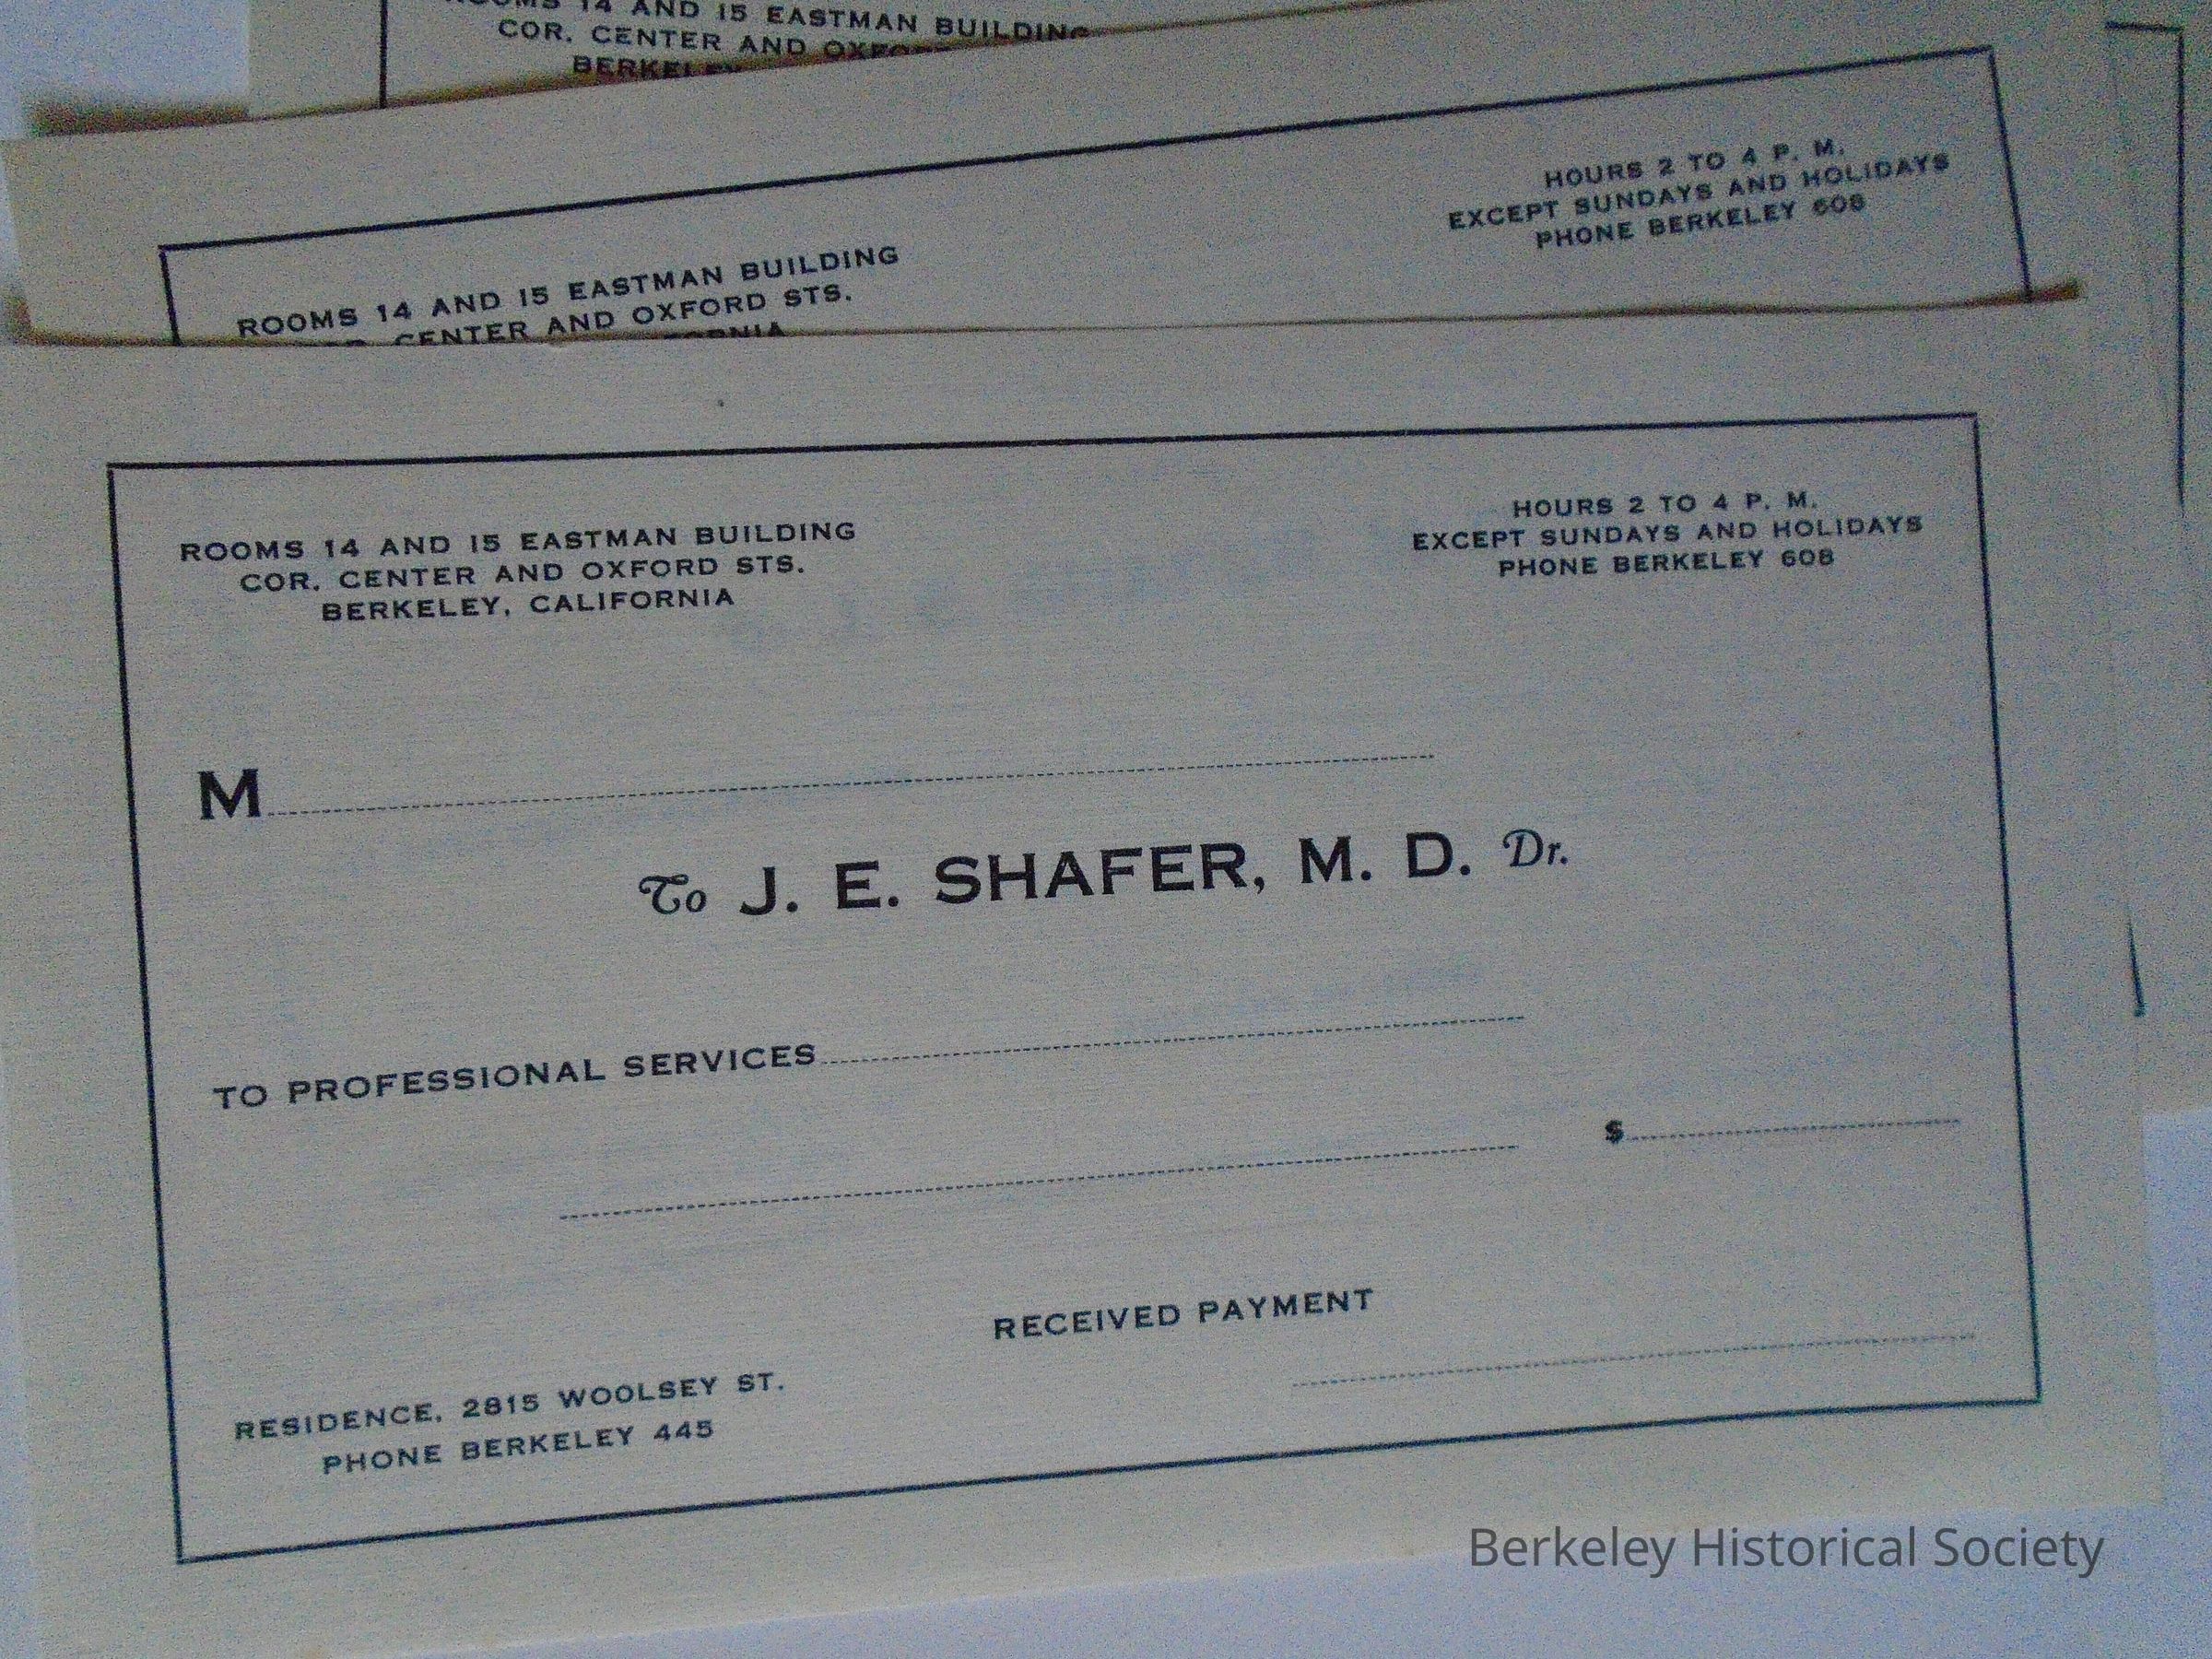 14 AND 15 EASTMAN BUILDING
COR. CENTER AND OXFORD
BERKELEY
HOURS 2 TO 4 P. M.
EXCEPT SUNDAYS AND HOLIDAYS
PHONE BERKELEY 608
ROOMS 14 AND 15 EASTMAN BUILDING
CENTER AND OXFORD STS.
ROOMS 14 AND 15 EASTMAN BUILDING
COR. CENTER AND OXFORD STS.
BERKELEY, CALIFORNIA
HOURS 2 TO 4 P. M.
EXCEPT SUNDAYS AND HOLIDAYS
PHONE BERKELEY 608
M
To J. E. SHAFER, M. D. Dr.
TO PROFESSIONAL SERVICES
$
RECEIVED PAYMENT
RESIDENCE, 2815 WOOLSEY ST.
PHONE BERKELEY 445
Berkeley Historical Society